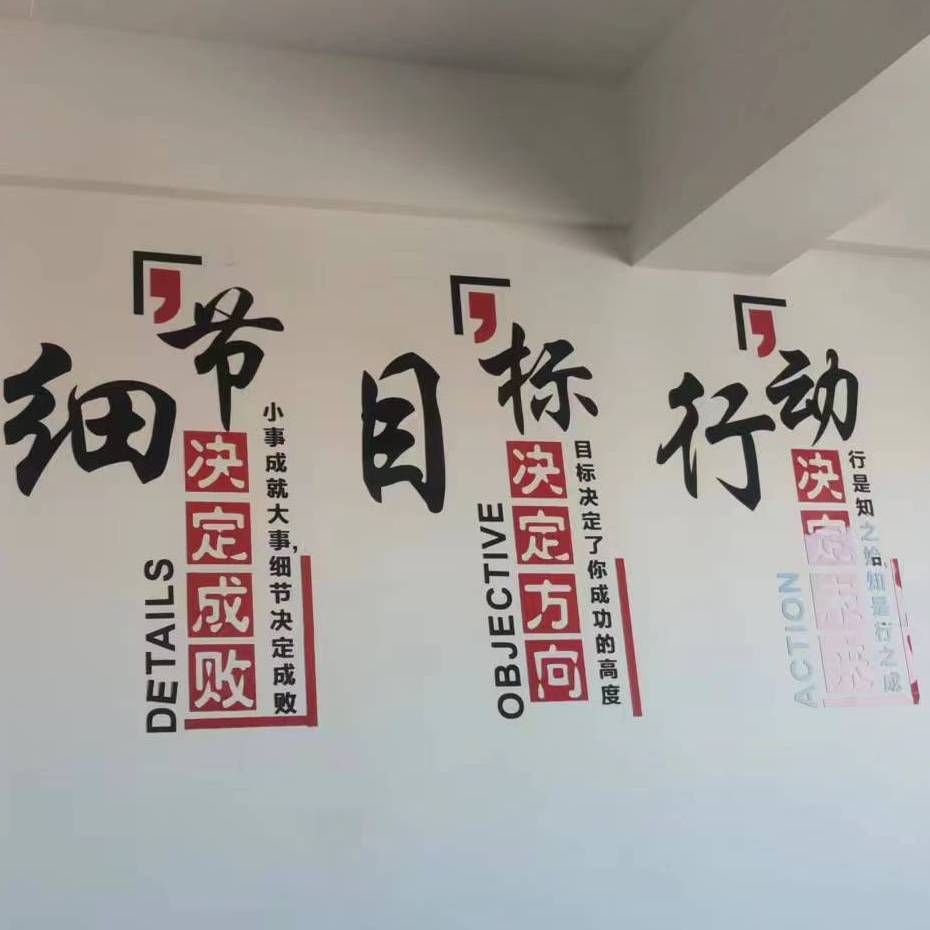 细节
决定成败
DETAILS
小事成就大事,细节决定成败
目标
决定方向
OBJECTIVE
目标决定了你成功的高度
行动
决定
ACTION
行是知之始,知是行之成